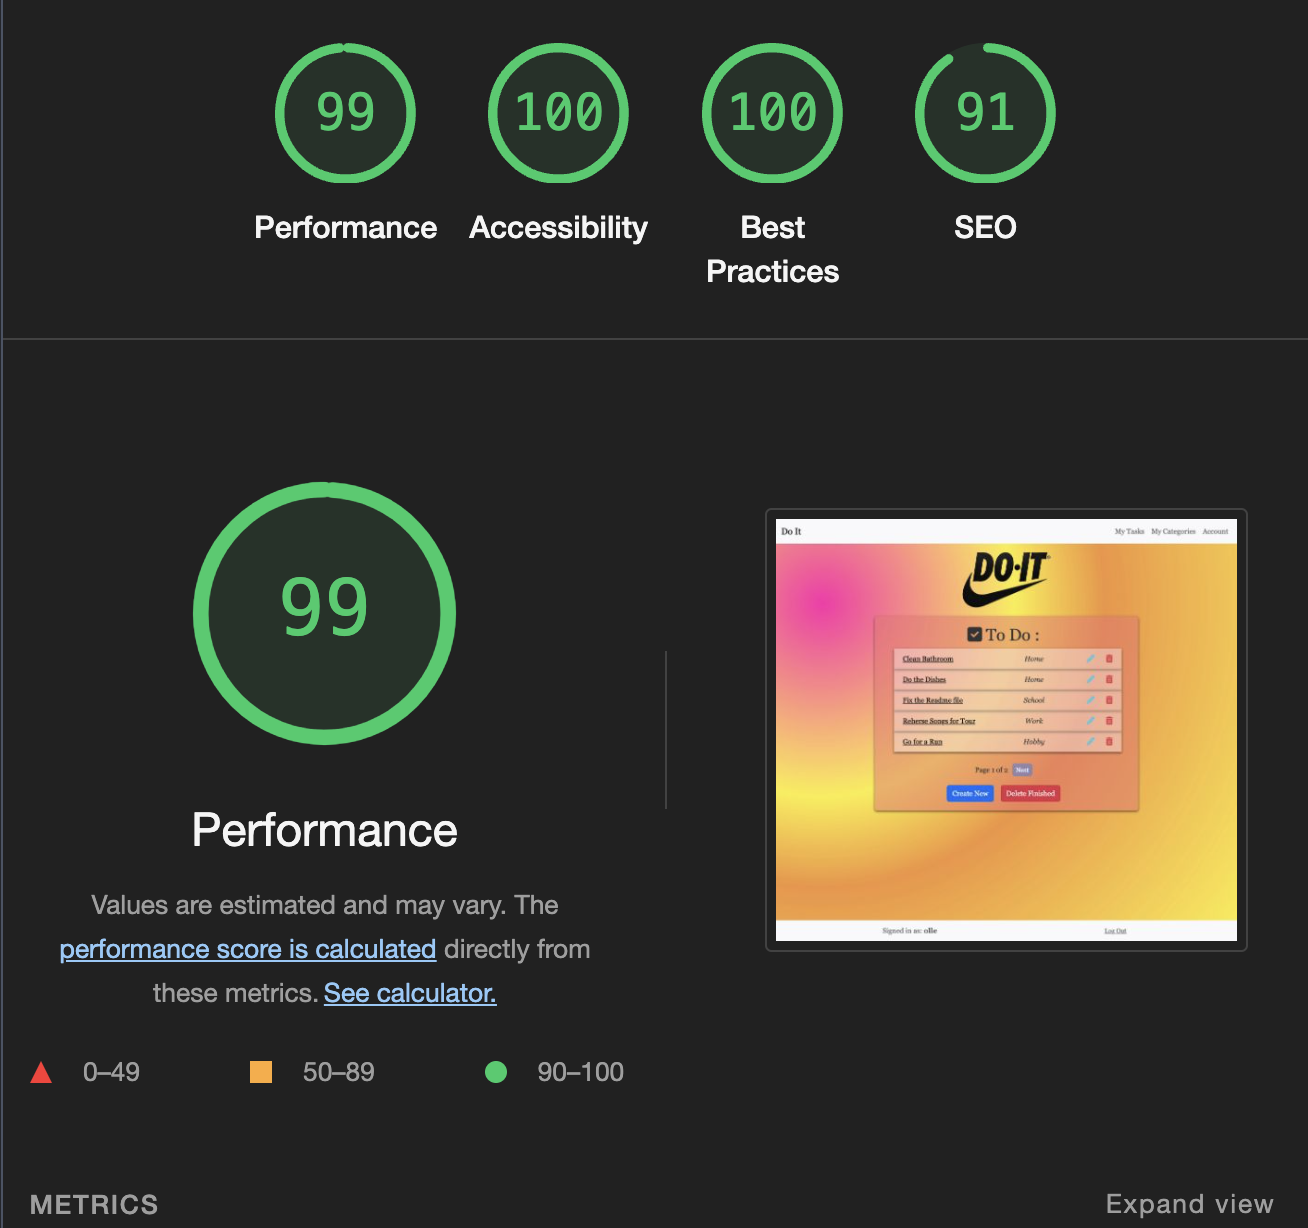 99
100
100
91
Performance
Accessibility
Best
Practices
SEO
99
Performance
Values are estimated and may vary. The
performance score is calculated directly from
these metrics. See calculator.
0–49
50–89
90–100
Do It
My Tasks
My Categories
Account
DO·IT
To Do :
Clean Bathroom
Home
Do the Dishes
Home
Fix the Readme file
School
Reherse Songs for Tour
Work
Go for a Run
Hobby
Page 1 of 2
Next
Create New
Delete Finished
Signed in as: olle
Log Out
METRICS
Expand view